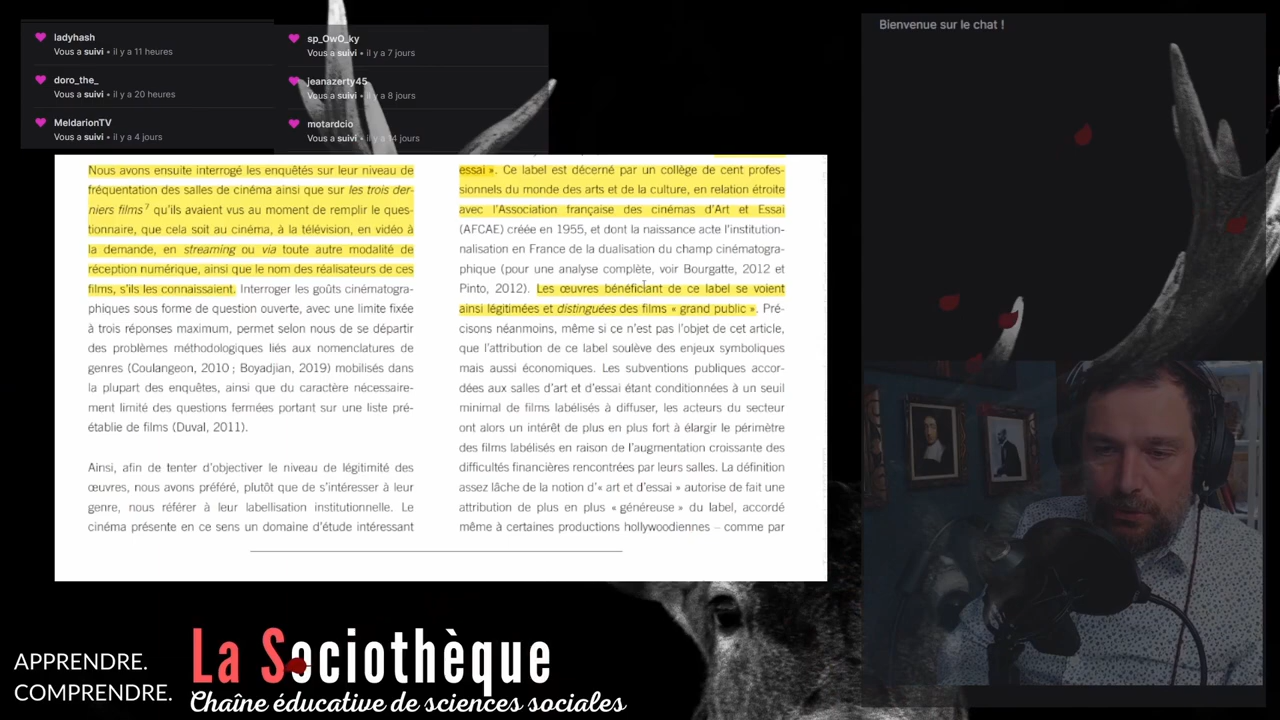 ladyhash
Vous a suivi • il y a 11 heures
doro_the_
Vous a suivi • il y a 20 heures
MeldarionTV
Vous a suivi • il y a 4 jours
sp_OwO_ky
Vous a suivi • il y a 7 jours
jeanazerty45
Vous a suivi • il y a 8 jours
motardcio
Vous a suivi • il y a 14 jours
Bienvenue sur le chat !
Nous avons ensuite interrogé les enquêtés sur leur niveau de
fréquentation des salles de cinéma ainsi que sur les trois der-
niers films 7 qu'ils avaient vus au moment de remplir le ques-
tionnaire, que cela soit au cinéma, à la télévision, en vidéo à
la demande, en streaming ou via toute autre modalité de
réception numérique, ainsi que le nom des réalisateurs de ces
films, s'ils les connaissaient. Interroger les goûts cinématogra-
phiques sous forme de question ouverte, avec une limite fixée
à trois réponses maximum, permet selon nous de se départir
des problèmes méthodologiques liés aux nomenclatures de
genres (Coulangeon, 2010 ; Boyadjian, 2019) mobilisés dans
la plupart des enquêtes, ainsi que du caractère nécessaire-
ment limité des questions fermées portant sur une liste pré-
établie de films (Duval, 2011).
Ainsi, afin de tenter d'objectiver le niveau de légitimité des
œuvres, nous avons préféré, plutôt que de s'intéresser à leur
genre, nous référer à leur labellisation institutionnelle. Le
cinéma présente en ce sens un domaine d'étude intéressant
essai ». Ce label est décerné par un collège de cent profes-
sionnels du monde des arts et de la culture, en relation étroite
avec l'Association française des cinémas d'Art et Essai
(AFCAE) créée en 1955, et dont la naissance acte l'institution-
nalisation en France de la dualisation du champ cinématogra-
phique (pour une analyse complète, voir Bourgatte, 2012 et
Pinto, 2012). Les œuvres bénéficiant de ce label se voient
ainsi légitimées et distinguées des films « grand public ». Pré-
cisons néanmoins, même si ce n'est pas l'objet de cet article,
que l'attribution de ce label soulève des enjeux symboliques
mais aussi économiques. Les subventions publiques accor-
dées aux salles d'art et d'essai étant conditionnées à un seuil
minimal de films labélisés à diffuser, les acteurs du secteur
ont alors un intérêt de plus en plus fort à élargir le périmètre
des films labélisés en raison de l'augmentation croissante des
difficultés financières rencontrées par leurs salles. La définition
assez lâche de la notion d'« art et d'essai » autorise de fait une
attribution de plus en plus « généreuse » du label, accordé
même à certaines productions hollywoodiennes – comme par
APPRENDRE.
COMPRENDRE.
La Sociothèque
Chaîne éducative de sciences sociales